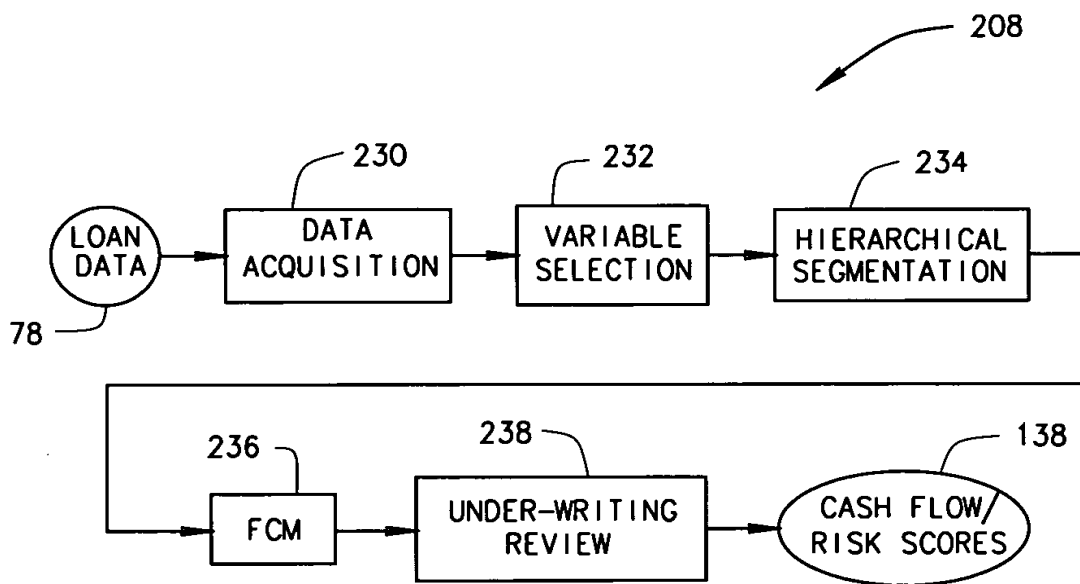 208
230
232
234
LOAN
DATA
DATA
ACQUISITION
VARIABLE
SELECTION
HIERARCHICAL
SEGMENTATION
78
236
238
138
FCM
UNDER-WRITING
REVIEW
CASH FLOW/
RISK SCORES